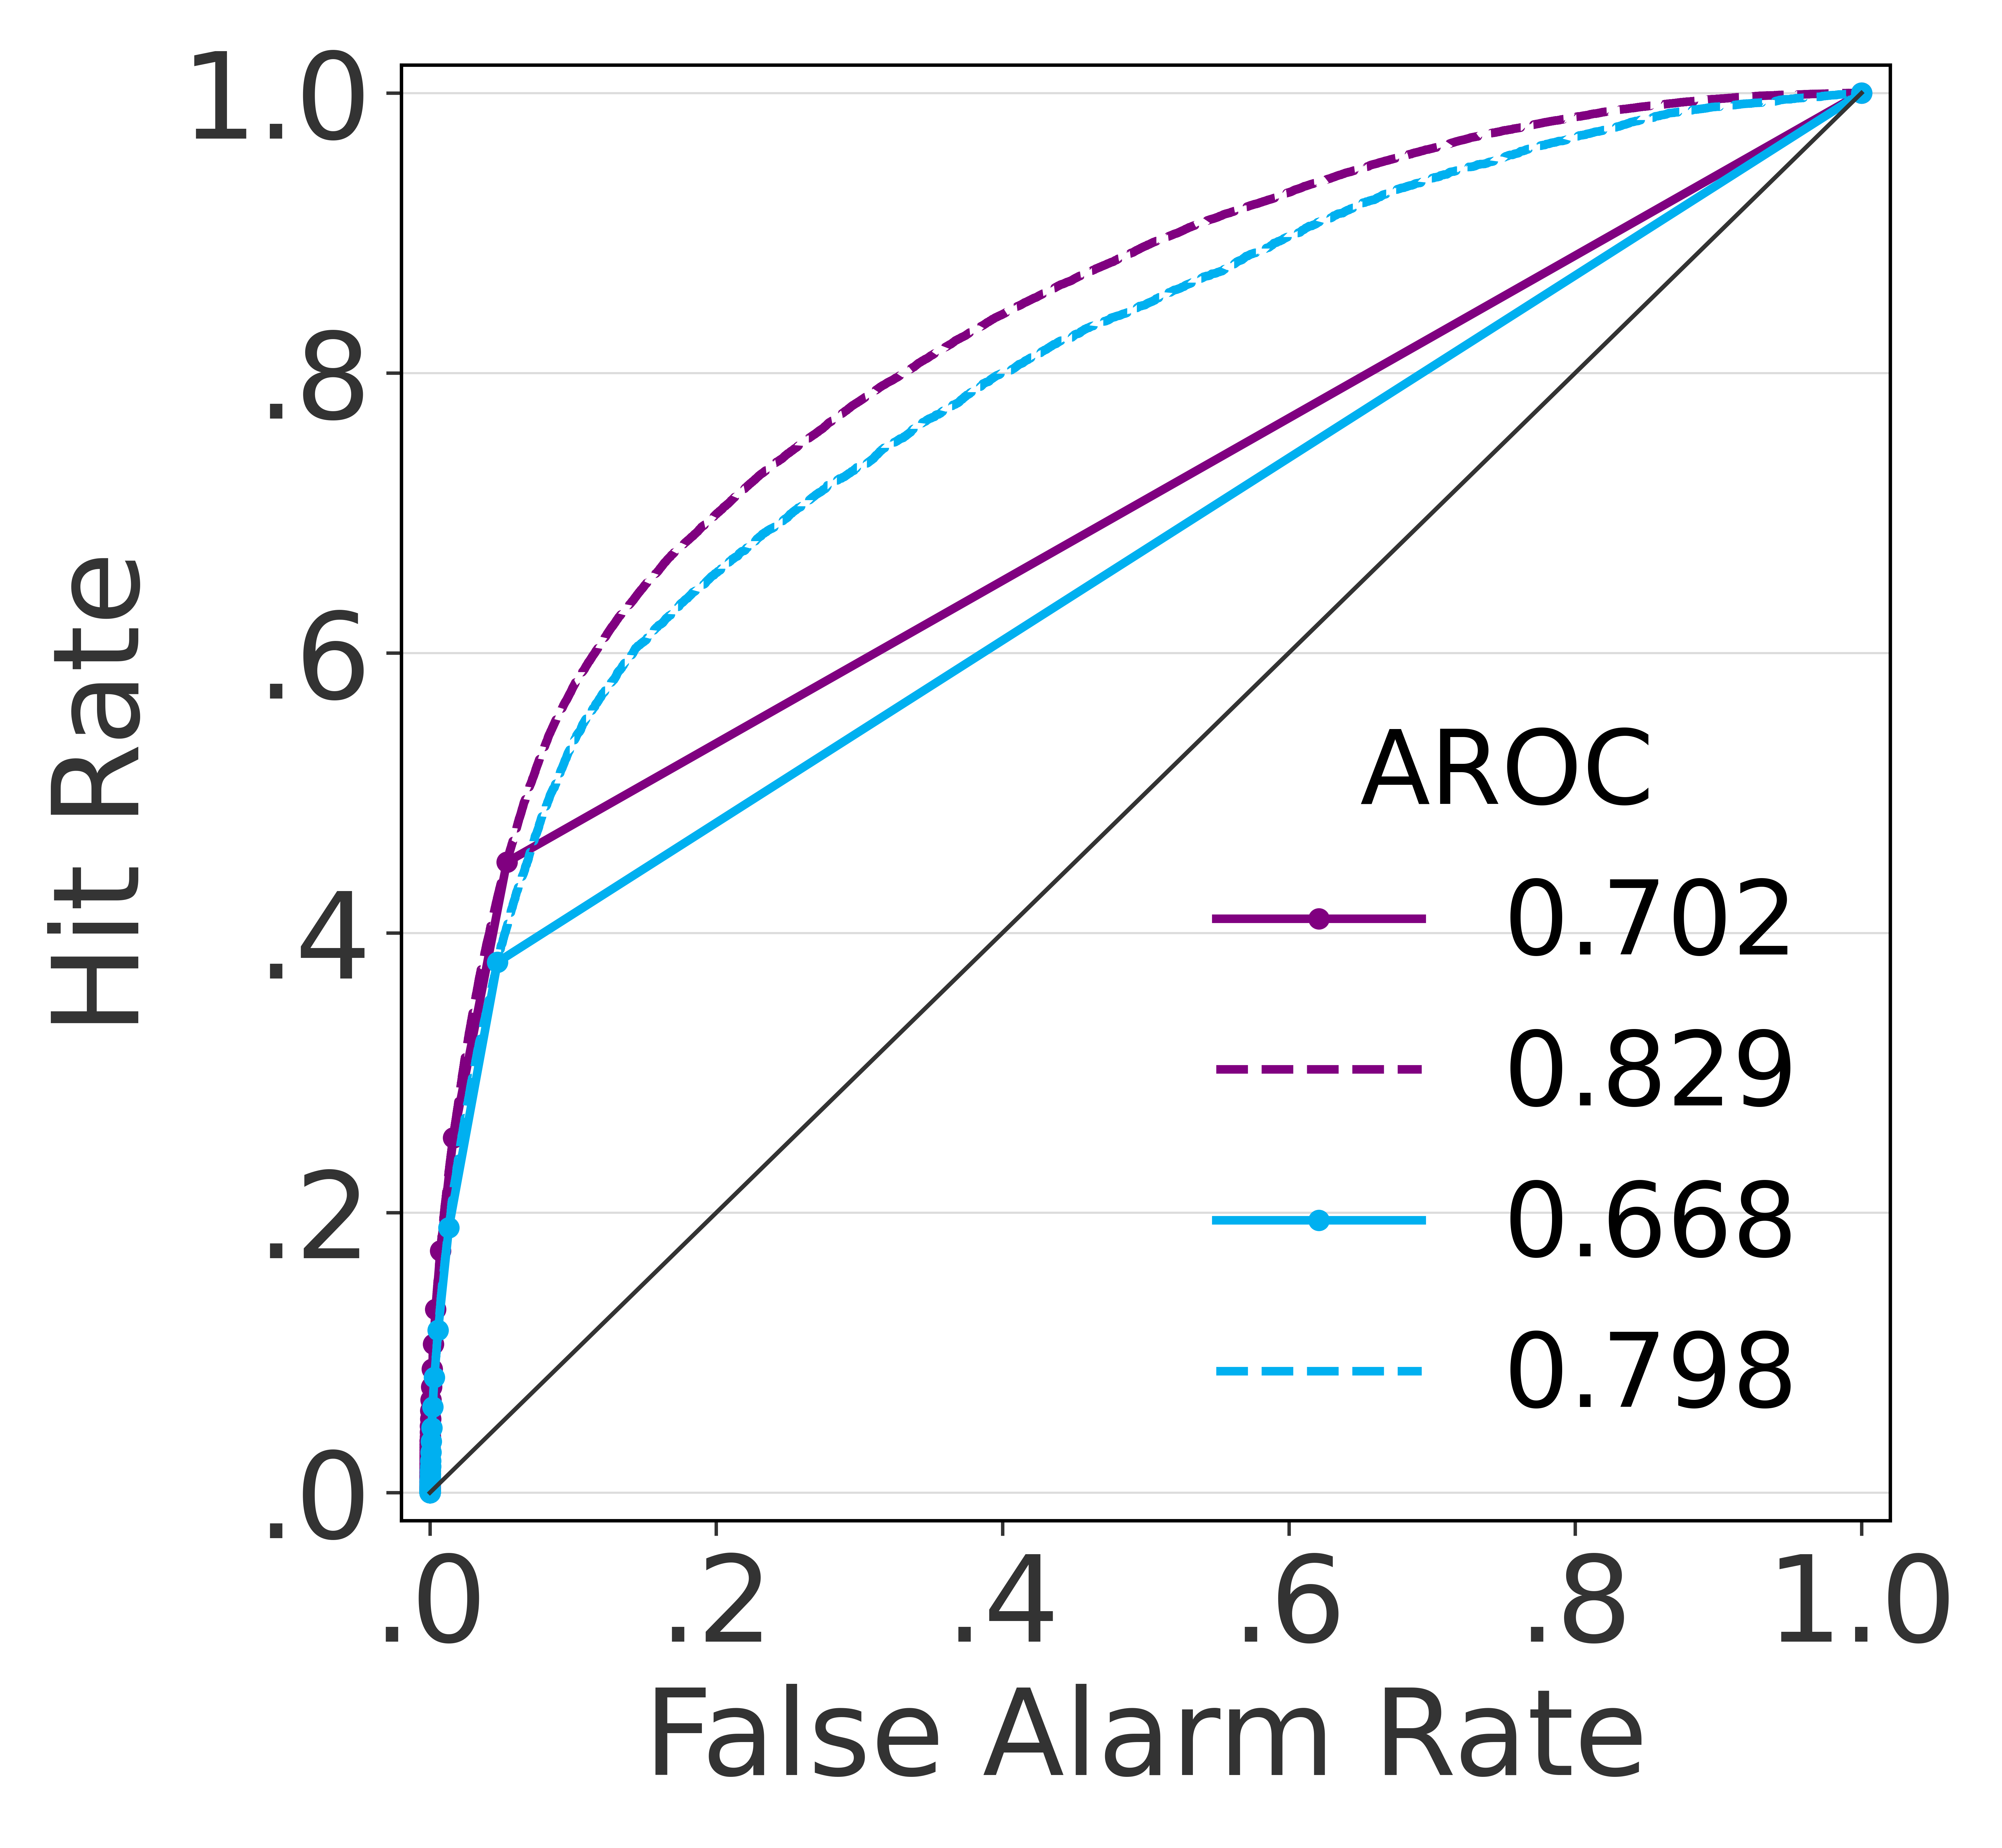 1.0
.8
.6
.4
.2
.0
Hit Rate
AROC
0.702
0.829
0.668
0.798
.0 .2 .4 .6 .8 1.0
False Alarm Rate